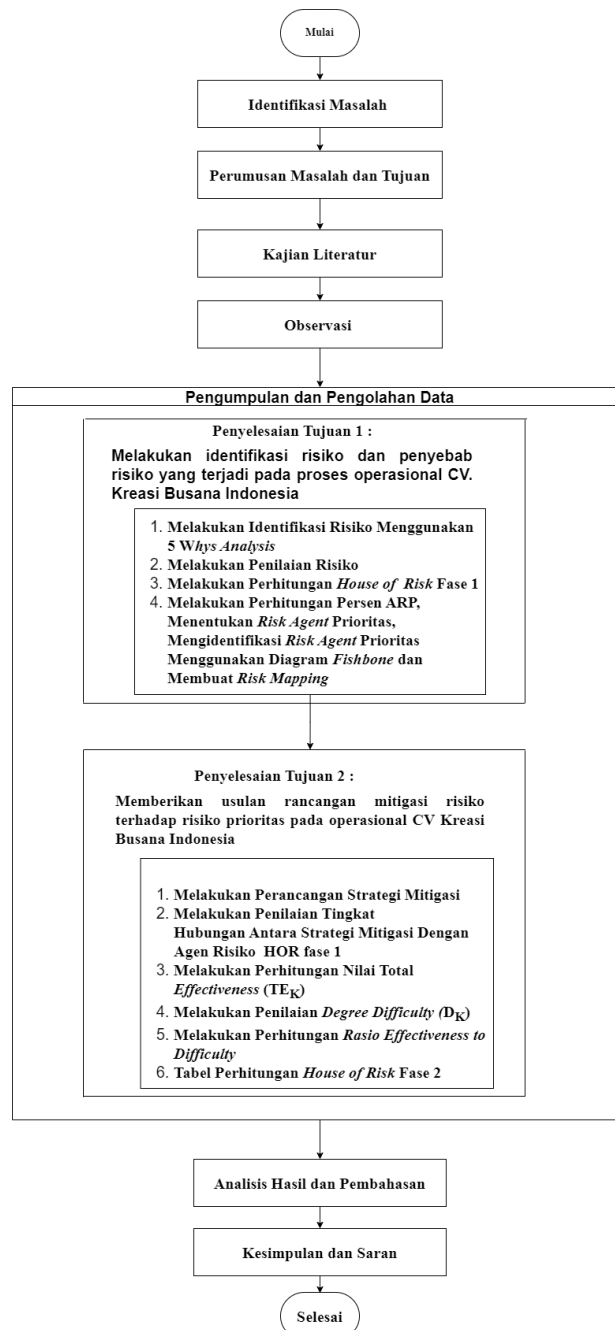 Mulai
Identifikasi Masalah
Perumusan Masalah dan Tujuan
Kajian Literatur
Observasi
Pengumpulan dan Pengolahan Data
Penyelesaian Tujuan 1 :
Melakukan identifikasi risiko dan penyebab
risiko yang terjadi pada proses operasional CV.
Kreasi Busana Indonesia
1. Melakukan Identifikasi Risiko Menggunakan
5 Whys Analysis
2. Melakukan Penilaian Risiko
3. Melakukan Perhitungan House of Risk Fase 1
4. Melakukan Perhitungan Persen ARP,
Menentukan Risk Agent Prioritas,
Mengidentifikasi Risk Agent Prioritas
Menggunakan Diagram Fishbone dan
Membuat Risk Mapping
Penyelesaian Tujuan 2 :
Memberikan usulan rancangan mitigasi risiko
terhadap risiko prioritas pada operasional CV Kreasi
Busana Indonesia
1. Melakukan Perancangan Strategi Mitigasi
2. Melakukan Penilaian Tingkat
Hubungan Antara Strategi Mitigasi Dengan
Agen Risiko HOR fase 1
3. Melakukan Perhitungan Nilai Total
Effectiveness (TEK)
4. Melakukan Penilaian Degree Difficulty (DK)
5. Melakukan Perhitungan Rasio Effectiveness to
Difficulty
6. Tabel Perhitungan House of Risk Fase 2
Analisis Hasil dan Pembahasan
Kesimpulan dan Saran
Selesai